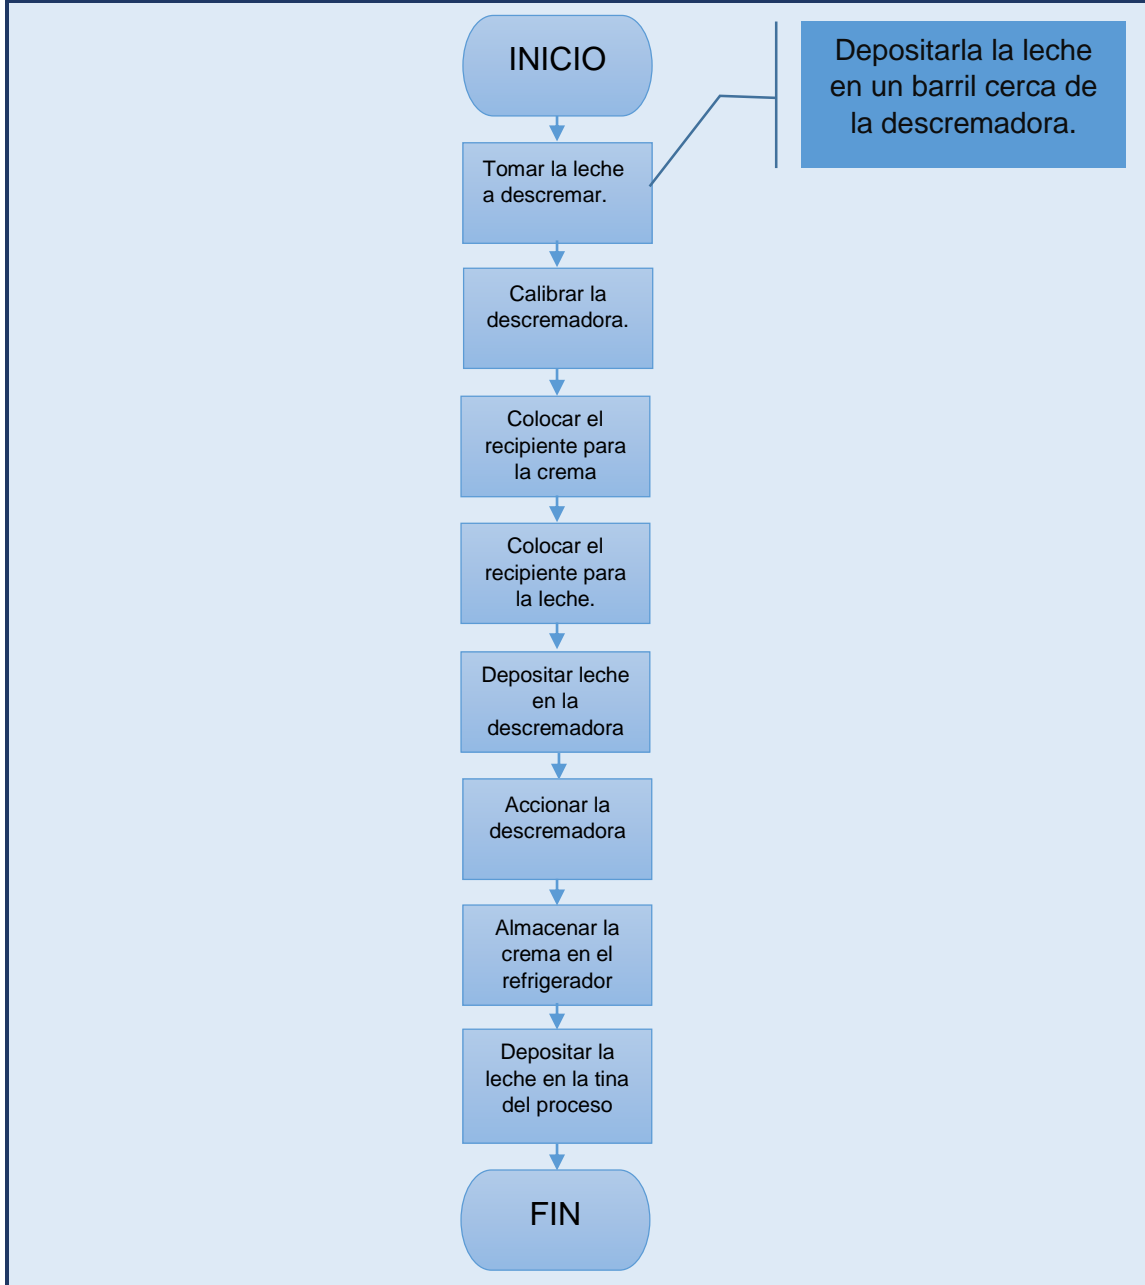 INICIO
Depositarla la leche
en un barril cerca de
la descremadora.
Tomar la leche
a descremar.
Calibrar la
descremadora.
Colocar el
recipiente para
la crema
Colocar el
recipiente para
la leche.
Depositar leche
en la
descremadora
Accionar la
descremadora
Almacenar la
crema en el
refrigerador
Depositar la
leche en la tina
del proceso
FIN